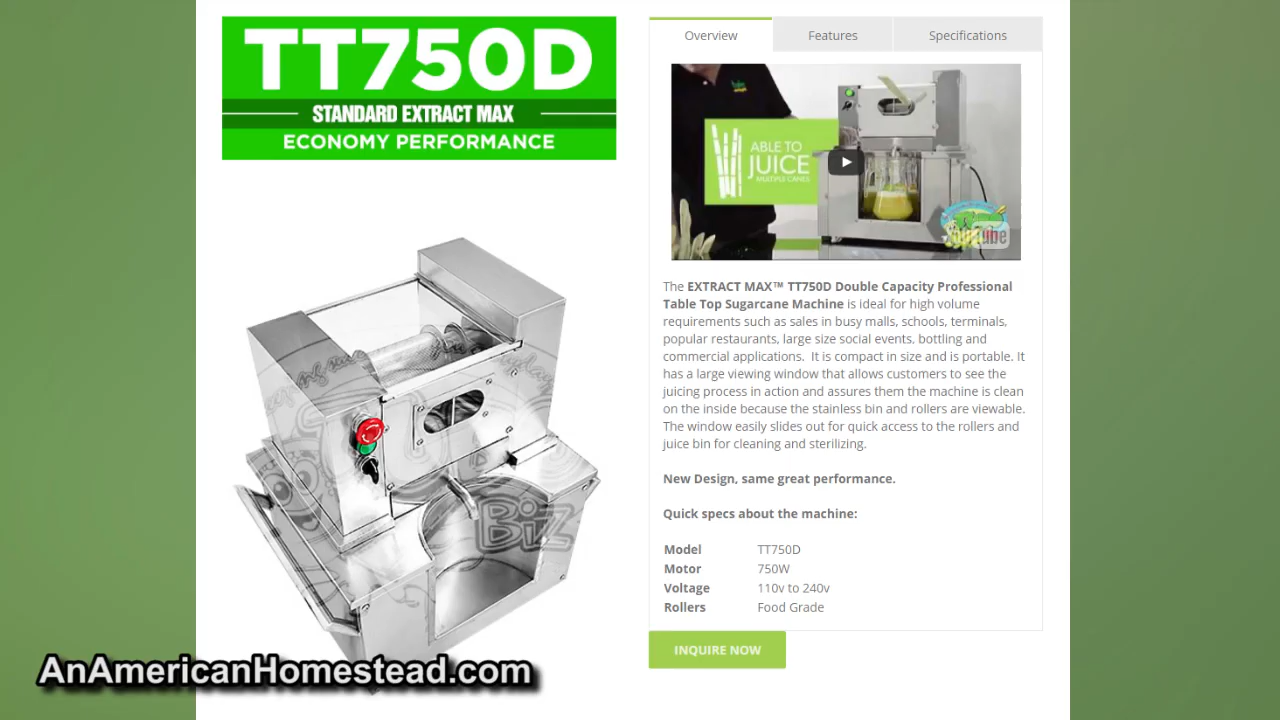 TT750D
STANDARD EXTRACT MAX
ECONOMY PERFORMANCE
Overview
Features
Specifications
ABLE TO
JUICE
MULTIPLE CANES
The EXTRACT MAX™ TT750D Double Capacity Professional
Table Top Sugarcane Machine is ideal for high volume
requirements such as sales in busy malls, schools, terminals,
popular restaurants, large size social events, bottling and
commercial applications.  It is compact in size and is portable. It
has a large viewing window that allows customers to see the
juicing process in action and assures them the machine is clean
on the inside because the stainless bin and rollers are viewable.
The window easily slides out for quick access to the rollers and
juice bin for cleaning and sterilizing.
New Design, same great performance.
Quick specs about the machine:
Model TT750D
Motor 750W
Voltage 110v to 240v
Rollers Food Grade
INQUIRE NOW
BiZ
AnAmericanHomestead.com